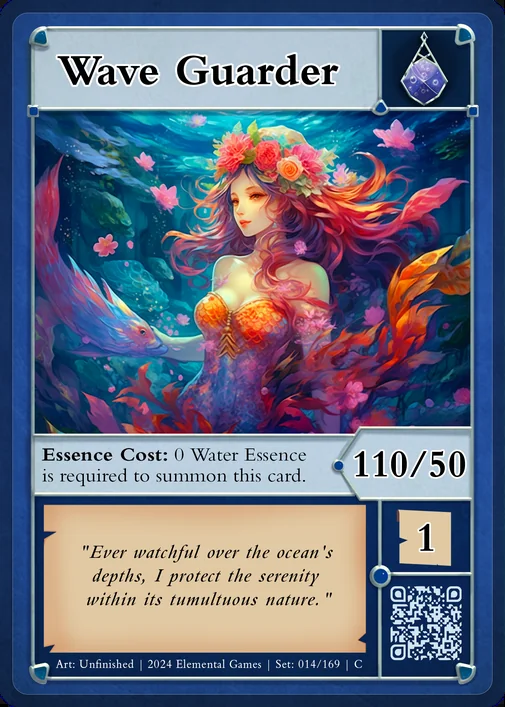 Wave Guarder
Essence Cost: 0 Water Essence
is required to summon this card.
110/50
"Ever watchful over the ocean's
depths, I protect the serenity
within its tumultuous nature."
1
Art: Unfinished | 2024 Elemental Games | Set: 014/169 | C